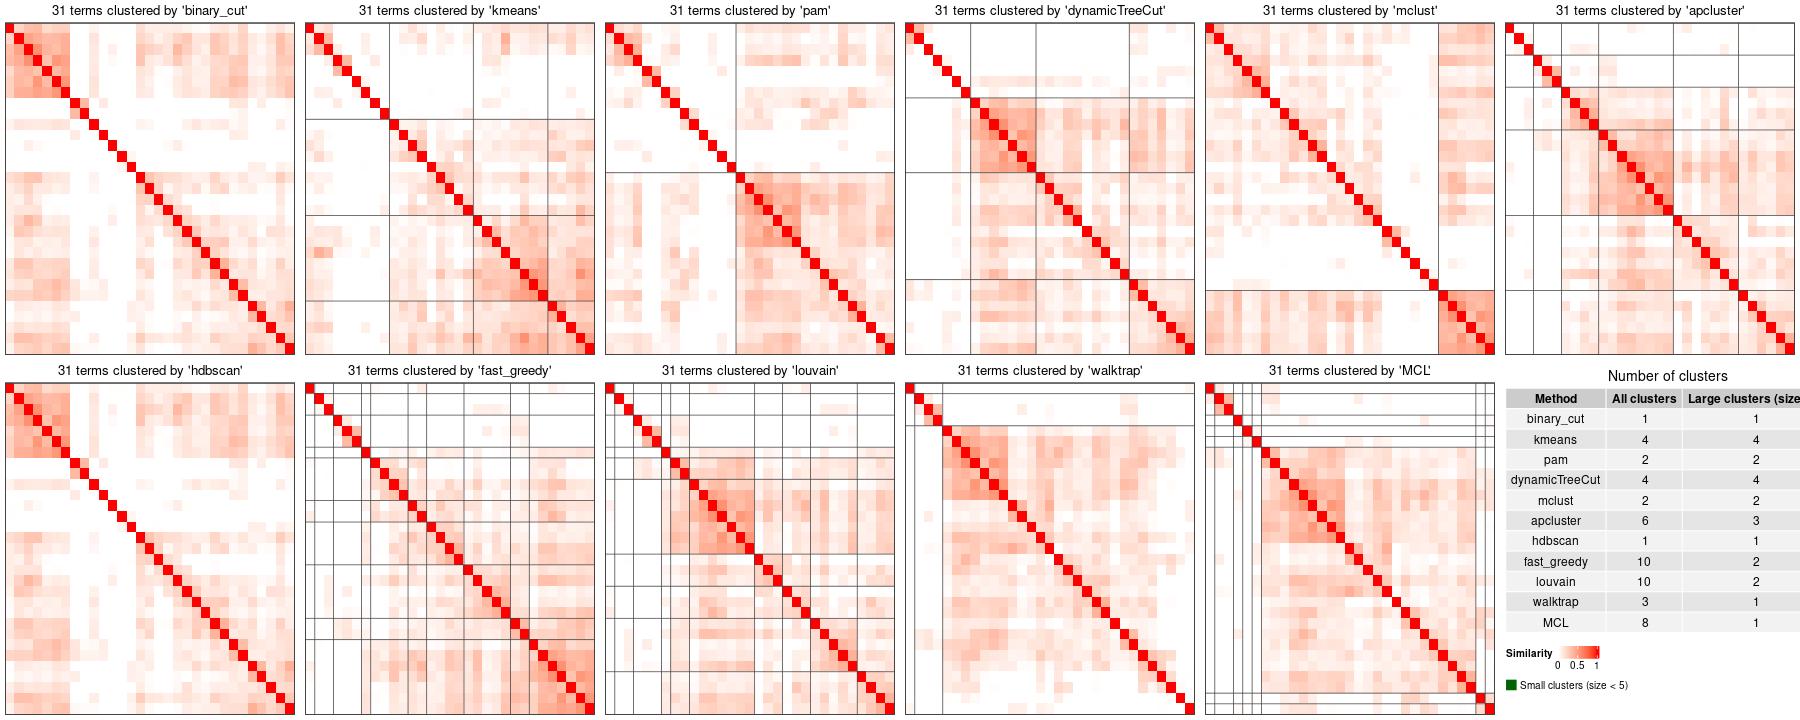 31 terms clustered by 'binary_cut'
31 terms clustered by 'kmeans'
31 terms clustered by 'pam'
31 terms clustered by 'dynamicTreeCut'
31 terms clustered by 'mclust'
31 terms clustered by 'apcluster'
31 terms clustered by 'hdbscan'
31 terms clustered by 'fast_greedy'
31 terms clustered by 'louvain'
31 terms clustered by 'walktrap'
31 terms clustered by 'MCL'
Number of clusters
Method All clusters Large clusters (size
binary_cut 1 1
kmeans 4 4
pam 2 2
dynamicTreeCut 4 4
mclust 2 2
apcluster 6 3
hdbscan 1 1
fast_greedy 10 2
louvain 10 2
walktrap 3 1
MCL 8 1
Similarity
0 0.5 1
Small clusters (size < 5)